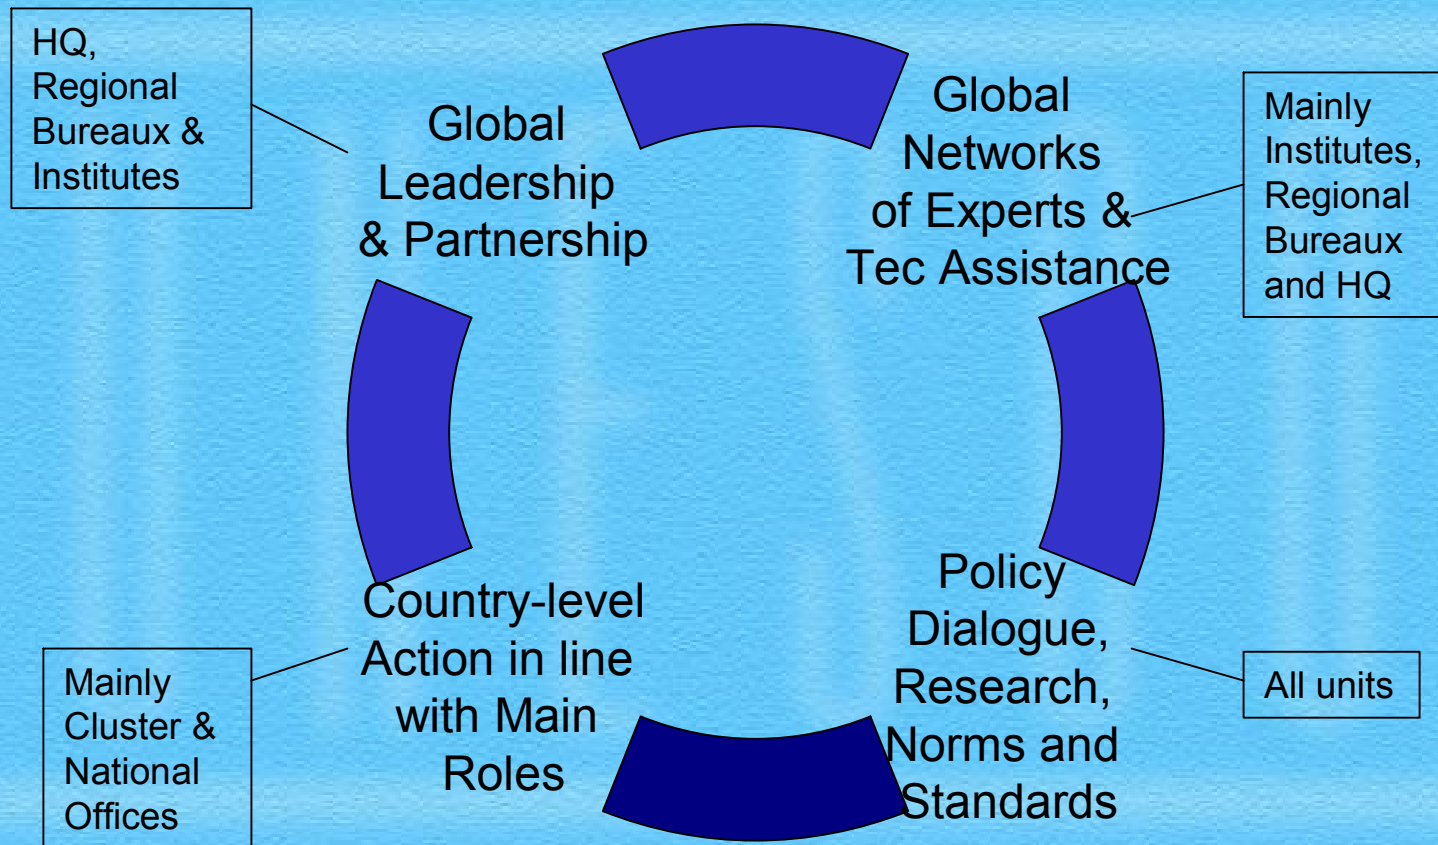 HQ,
Regional
Bureaux &
Institutes
Global
Leadership
& Partnership
Global
Networks
of Experts &
Tec Assistance
Mainly
Institutes,
Regional
Bureaux
and HQ
Country-level
Action in line
with Main
Roles
Mainly
Cluster &
National
Offices
Policy
Dialogue,
Research,
Norms and
Standards
All units